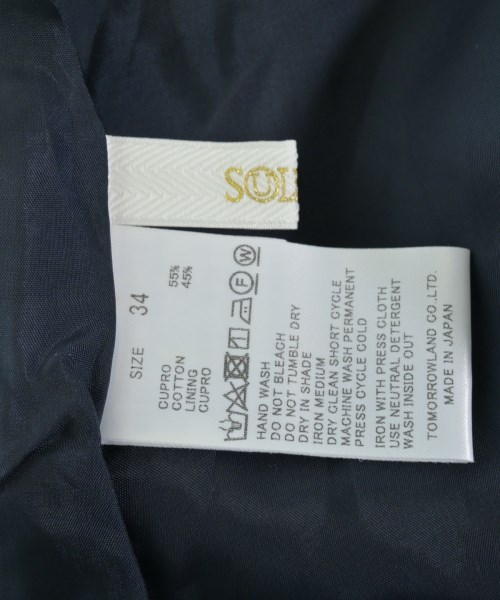 SOUL
SIZE 34
CUPRO 55%
COTTON 45%
LINING
CUPRO
HAND WASH
DO NOT BLEACH
DO NOT TUMBLE DRY
DRY IN SHADE
IRON MEDIUM
DRY CLEAN SHORT CYCLE
MACHINE WASH PERMANENT
PRESS CYCLE COLD
IRON WITH PRESS CLOTH
USE NEUTRAL DETERGENT
WASH INSIDE OUT
TOMORROWLAND CO.,LTD.
MADE IN JAPAN